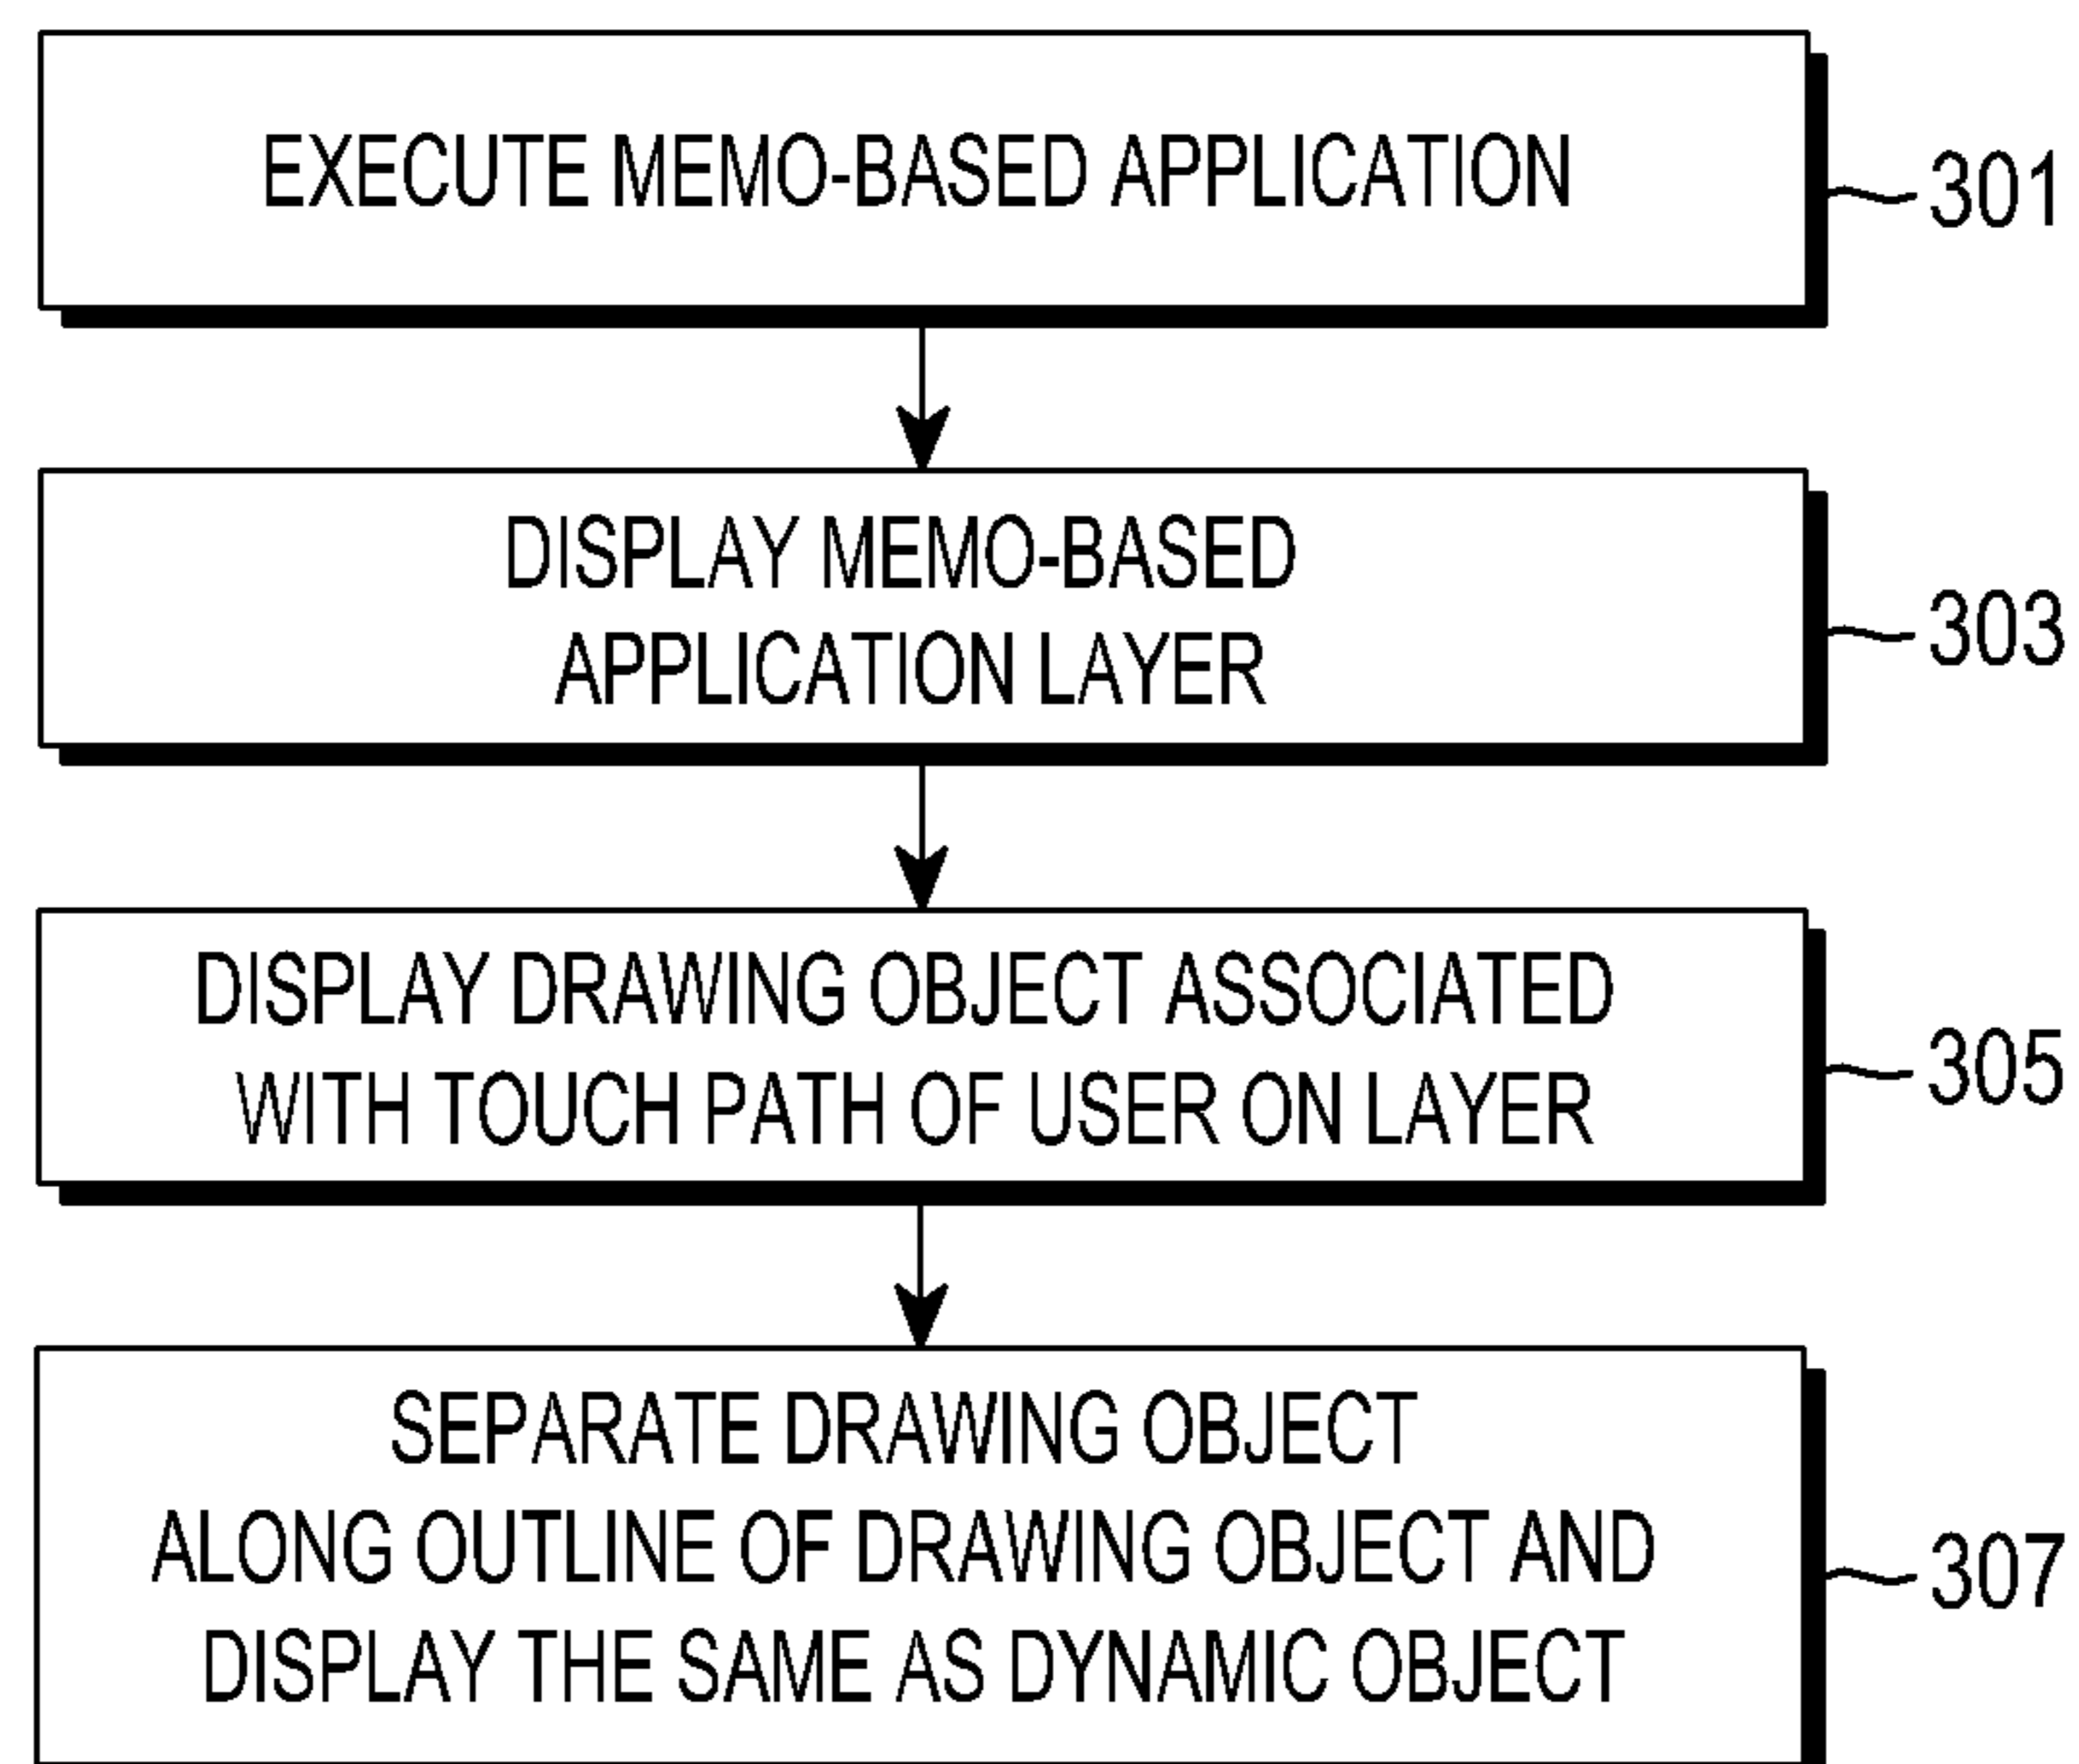 EXECUTE MEMO-BASED APPLICATION
301
DISPLAY MEMO-BASED
APPLICATION LAYER
303
DISPLAY DRAWING OBJECT ASSOCIATED
WITH TOUCH PATH OF USER ON LAYER
305
SEPARATE DRAWING OBJECT
ALONG OUTLINE OF DRAWING OBJECT AND
DISPLAY THE SAME AS DYNAMIC OBJECT
307